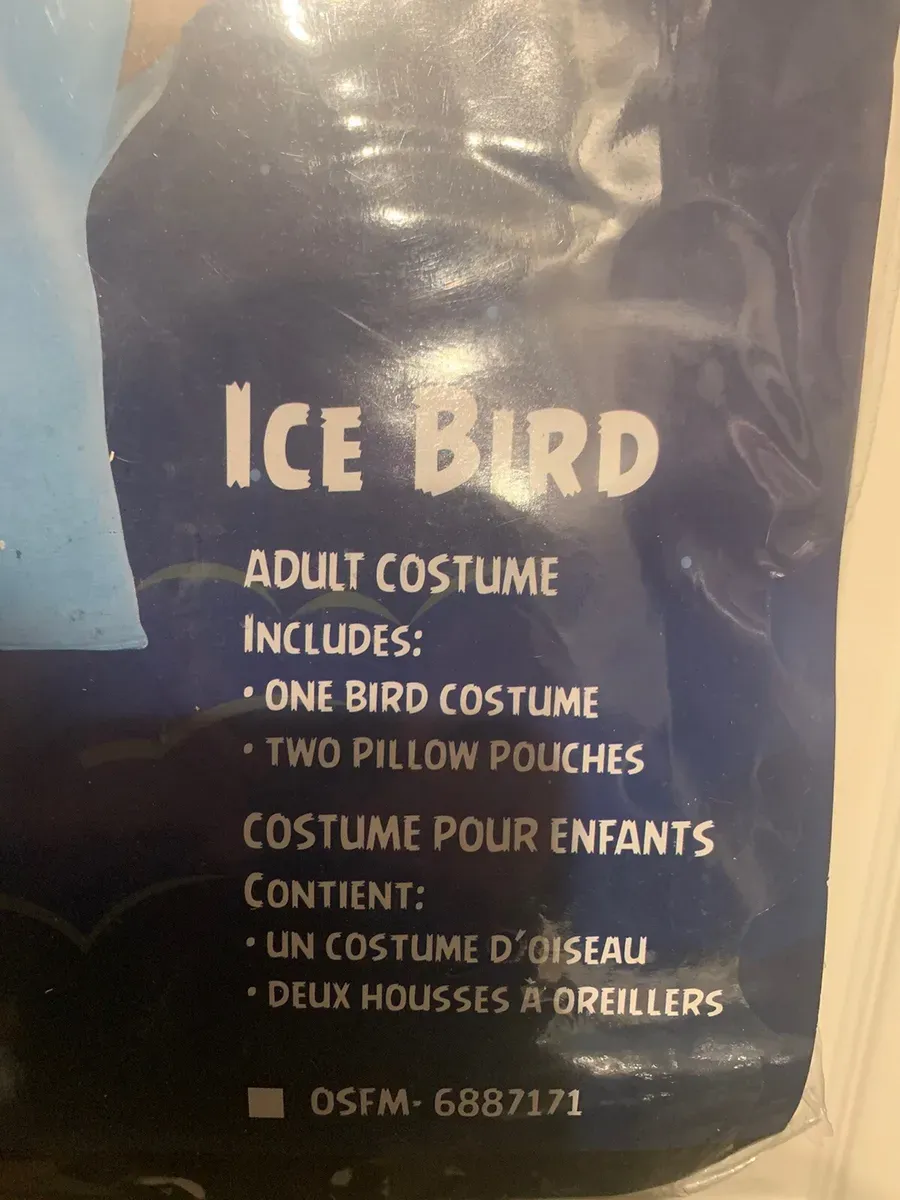 ICE BIRD
ADULT COSTUME
INCLUDES:
• ONE BIRD COSTUME
• TWO PILLOW POUCHES
COSTUME POUR ENFANTS
CONTIENT:
• UN COSTUME D'OISEAU
• DEUX HOUSSES À OREILLERS
OSFM- 6887171